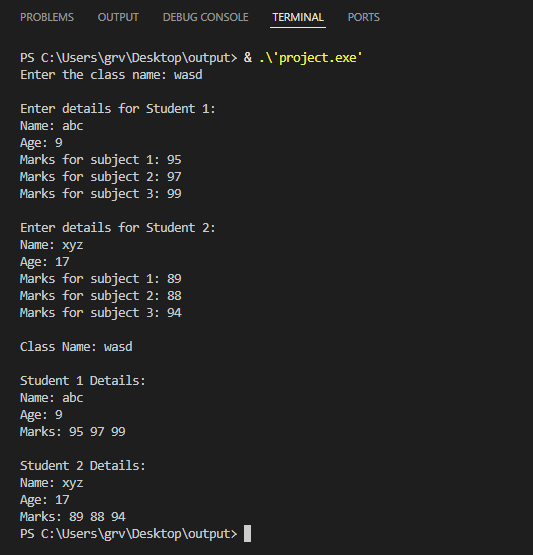 PROBLEMS OUTPUT DEBUG CONSOLE TERMINAL PORTS
PS C:\Users\grv\Desktop\output> & .\'project.exe'
Enter the class name: wasd
Enter details for Student 1:
Name: abc
Age: 9
Marks for subject 1: 95
Marks for subject 2: 97
Marks for subject 3: 99
Enter details for Student 2:
Name: xyz
Age: 17
Marks for subject 1: 89
Marks for subject 2: 88
Marks for subject 3: 94
Class Name: wasd
Student 1 Details:
Name: abc
Age: 9
Marks: 95 97 99
Student 2 Details:
Name: xyz
Age: 17
Marks: 89 88 94
PS C:\Users\grv\Desktop\output>